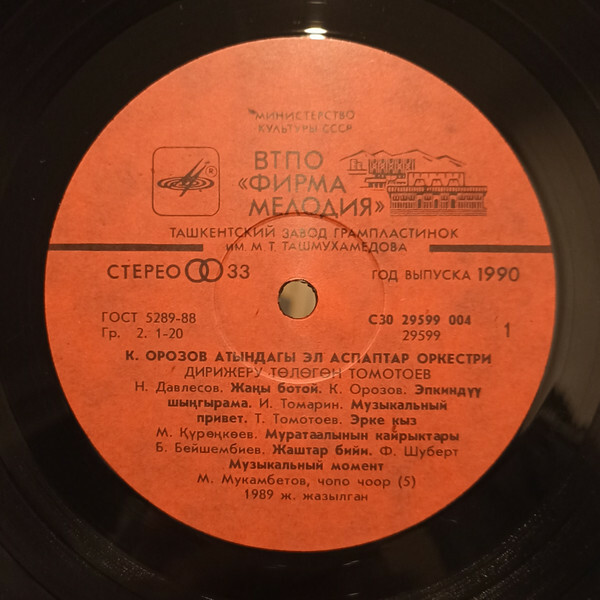 МИНИСТЕРСТВО
КУЛЬТУРЫ СССР
ВТПО
«ФИРМА
МЕЛОДИЯ»
ТАШКЕНТСКИЙ ЗАВОД ГРАМПЛАСТИНОК
ИМ. М. Т. ТАШМУХАМЕДОВА
СТЕРЕО 33
ГОД ВЫПУСКА 1990
ГОСТ 5289-88
Гр. 2. 1-20
С30 29599 004
29599
1
К. ОРОЗОВ АТЫНДАГЫ ЭЛ АСПАПТАР ОРКЕСТРИ
ДИРИЖЕРУ ТӨЛӨГӨН ТОМОТОЕВ
Н. Давлесов. Жаңы ботой. К. Орозов. Эпкиндүү
шыңгырама. И. Томарин. Музыкальный
привет. Т. Томотоев. Эрке кыз
М. Күрөңкөев. Муратаалынын кайрыктары
Б. Бейшембиев. Жаштар бийи. Ф. Шуберт
Музыкальный момент
М. Мукамбетов, чопо чоор (5)
1989 ж. жазылган